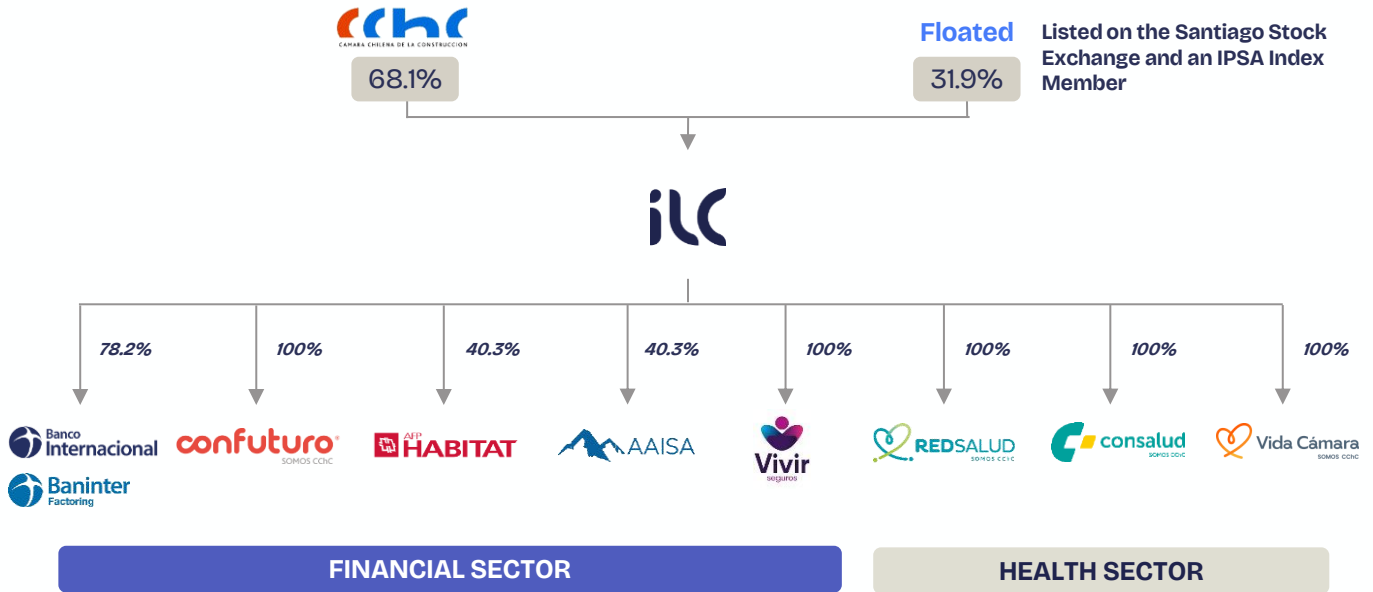 cchc
CAMARA CHILENA DE LA CONSTRUCCION
68.1%
Floated
31.9%
Listed on the Santiago Stock
Exchange and an IPSA Index
Member
ilc
78.2%
100%
40.3%
40.3%
100%
100%
100%
100%
Banco
Internacional
Baninter
Factoring
confuturo
SOMOS CChC
AFP
HABITAT
AAISA
Vivir
seguros
REDSALUD
SOMOS CChC
consalud
SOMOS CChC
Vida Cámara
SOMOS CChC
FINANCIAL SECTOR
HEALTH SECTOR